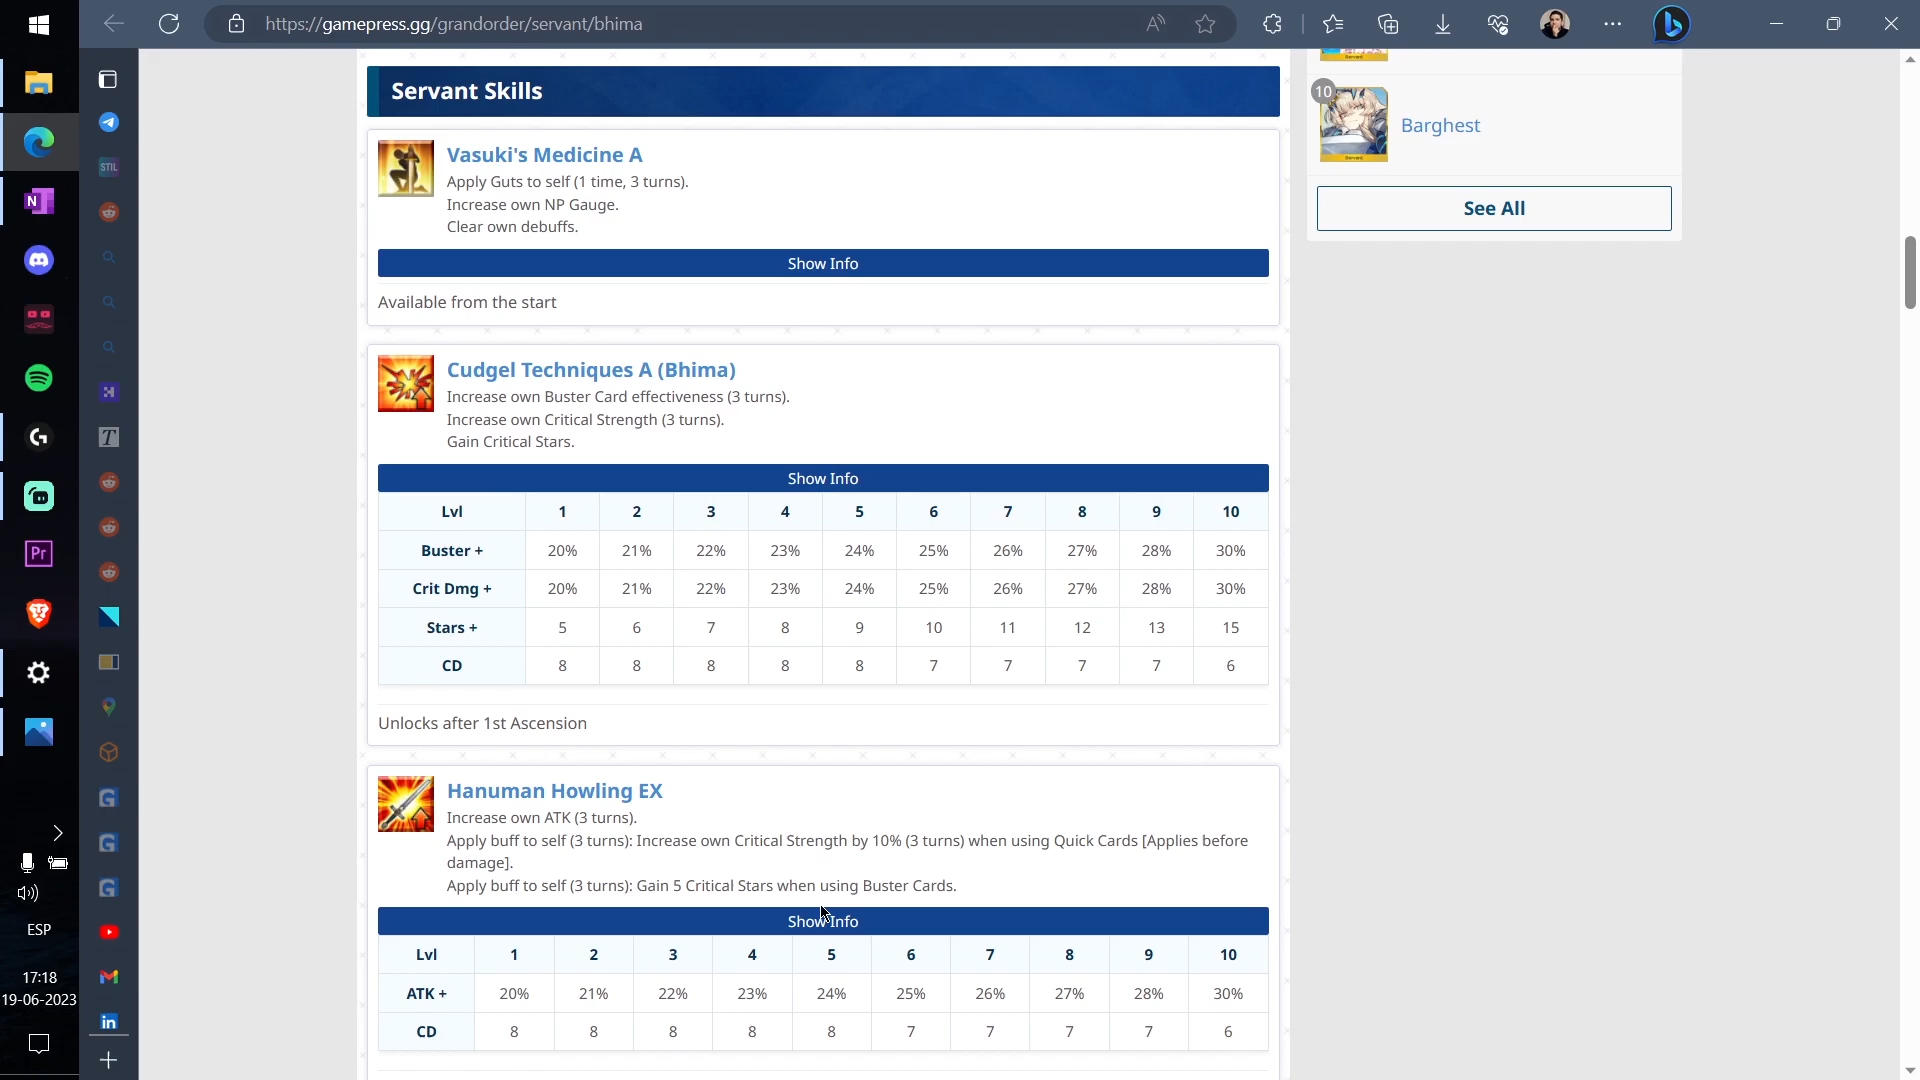 https://gamepress.gg/grandorder/servant/bhima
Servant Skills
Vasuki's Medicine A
Apply Guts to self (1 time, 3 turns).
Increase own NP Gauge.
Clear own debuffs.
Show Info
Available from the start
Cudgel Techniques A (Bhima)
Increase own Buster Card effectiveness (3 turns).
Increase own Critical Strength (3 turns).
Gain Critical Stars.
Show Info
Lvl 1 2 3 4 5 6 7 8 9 10
Buster + 20% 21% 22% 23% 24% 25% 26% 27% 28% 30%
Crit Dmg + 20% 21% 22% 23% 24% 25% 26% 27% 28% 30%
Stars + 5 6 7 8 9 10 11 12 13 15
CD 8 8 8 8 8 7 7 7 7 6
Unlocks after 1st Ascension
Hanuman Howling EX
Increase own ATK (3 turns).
Apply buff to self (3 turns): Increase own Critical Strength by 10% (3 turns) when using Quick Cards [Applies before
damage].
Apply buff to self (3 turns): Gain 5 Critical Stars when using Buster Cards.
Show Info
Lvl 1 2 3 4 5 6 7 8 9 10
ATK + 20% 21% 22% 23% 24% 25% 26% 27% 28% 30%
CD 8 8 8 8 8 7 7 7 7 6
10
Barghest
See All
STIL
N
Pr
T
in
ESP
17:18
19-06-2023